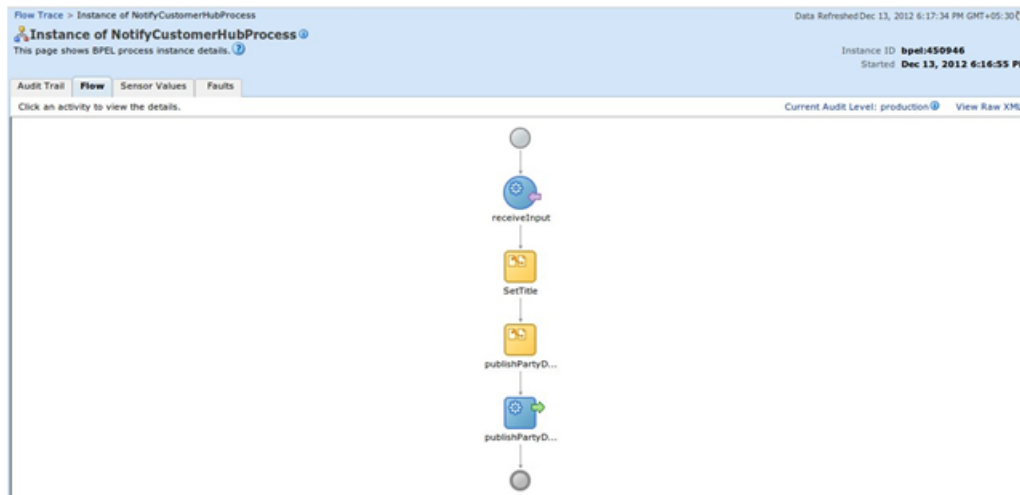 Flow Trace > Instance of NotifyCustomerHubProcess
Data Refreshed Dec 13, 2012 6:17:34 PM GMT+05:30
Instance of NotifyCustomerHubProcess
This page shows BPEL process instance details.
Instance ID bpel:450946
Started Dec 13, 2012 6:16:55 P
Audit Trail Flow Sensor Values Faults
Click an activity to view the details.
Current Audit Level: production View Raw XML
receiveInput
SetTitle
publishPartyD...
publishPartyD...